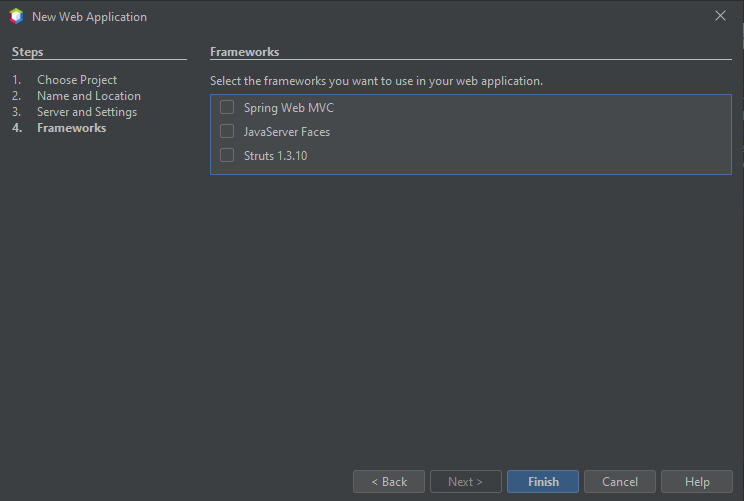 New Web Application
Steps
1. Choose Project
2. Name and Location
3. Server and Settings
4. Frameworks
Frameworks
Select the frameworks you want to use in your web application.
Spring Web MVC
JavaServer Faces
Struts 1.3.10
< Back
Next >
Finish
Cancel
Help